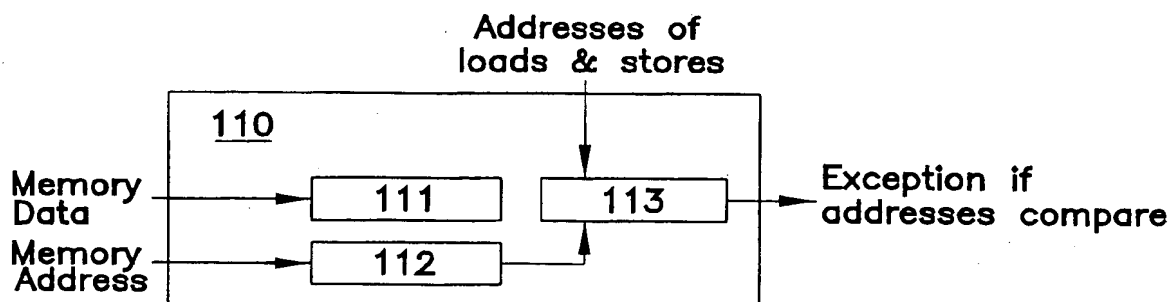 Addresses of
loads & stores
110
Memory
Data
111
113
Exception if
addresses compare
Memory
Address
112